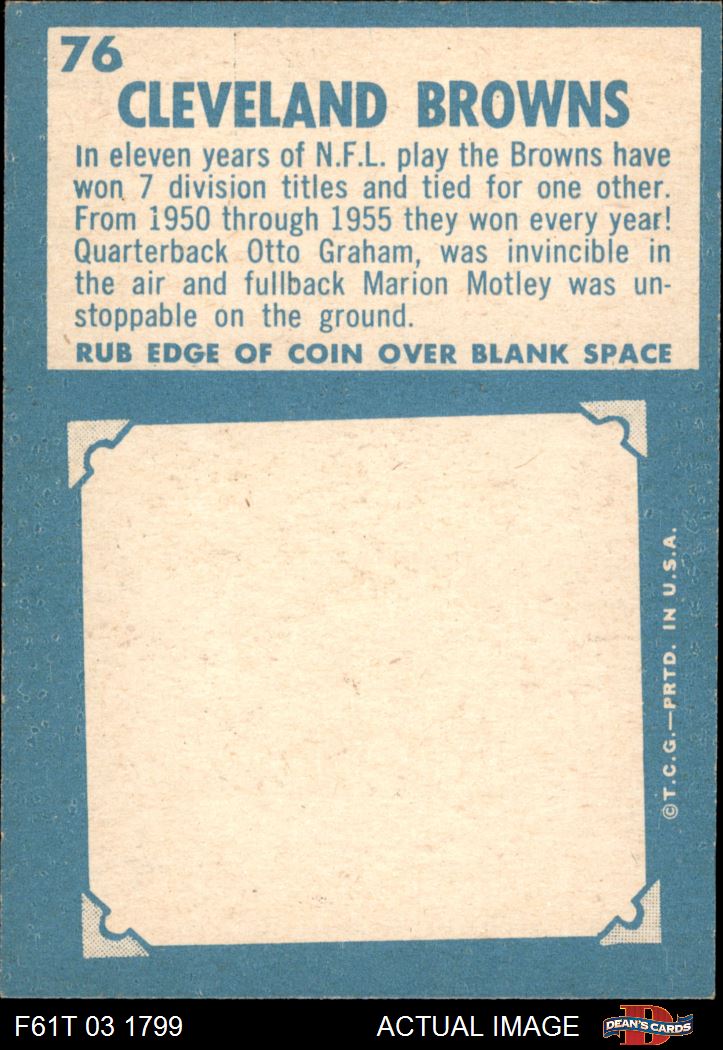 76
CLEVELAND BROWNS
In eleven years of N.F.L. play the Browns have
won 7 division titles and tied for one other.
From 1950 through 1955 they won every year!
Quarterback Otto Graham, was invincible in
the air and fullback Marion Motley was un-
stoppable on the ground.
RUB EDGE OF COIN OVER BLANK SPACE
©T.C.G.—PRTD. IN U.S.A.
F61T 03 1799
ACTUAL IMAGE
D
DEAN'S CARDS